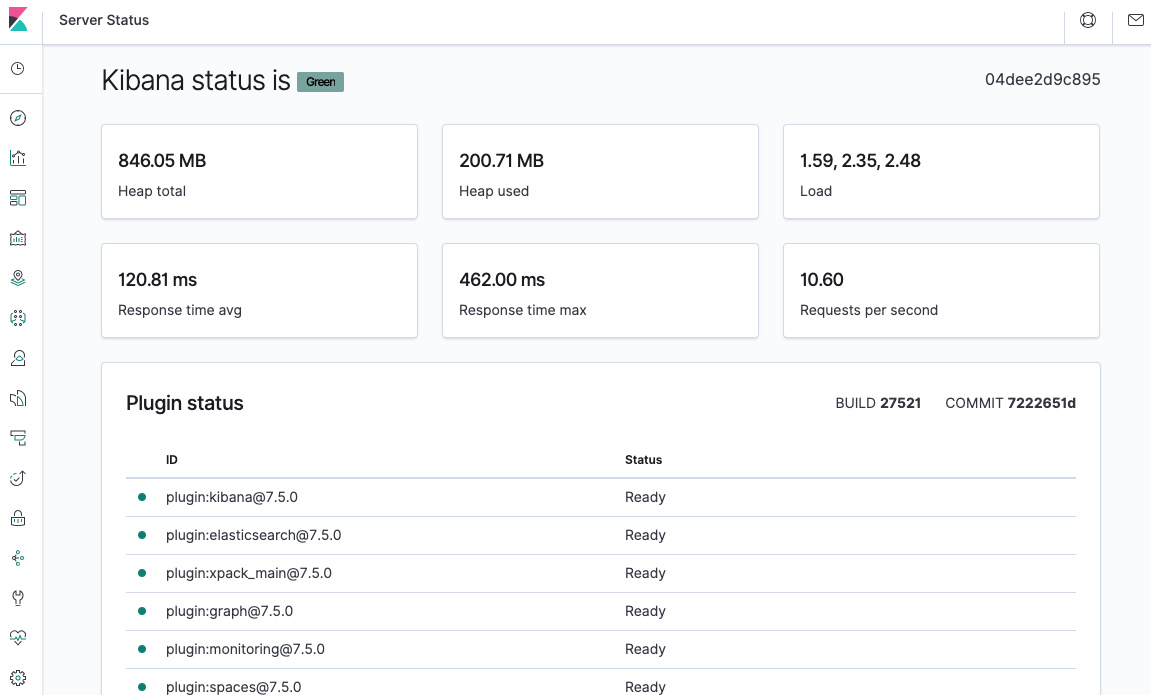 Server Status
Kibana status is Green
04dee2d9c895
846.05 MB
Heap total
200.71 MB
Heap used
1.59, 2.35, 2.48
Load
120.81 ms
Response time avg
462.00 ms
Response time max
10.60
Requests per second
Plugin status
BUILD 27521 COMMIT 7222651d
ID Status
plugin:kibana@7.5.0 Ready
plugin:elasticsearch@7.5.0 Ready
plugin:xpack_main@7.5.0 Ready
plugin:graph@7.5.0 Ready
plugin:monitoring@7.5.0 Ready
plugin:spaces@7.5.0 Ready